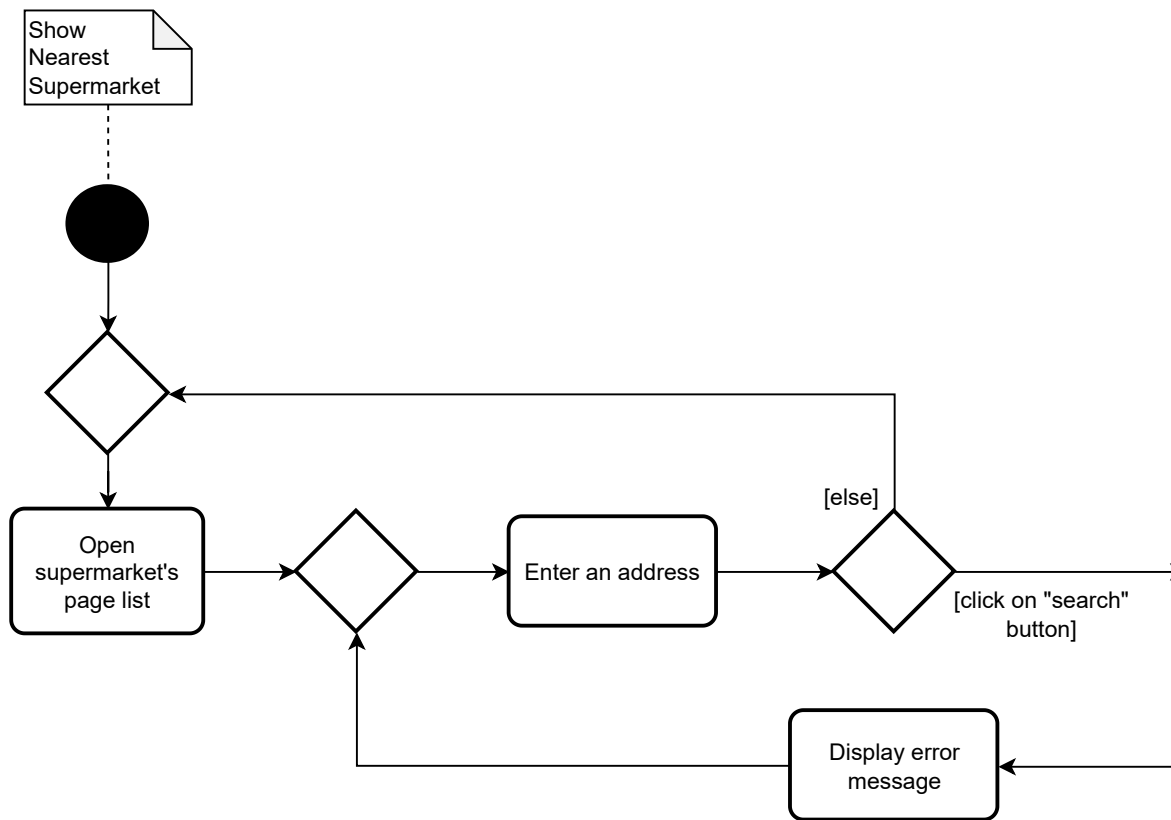 Show
Nearest
Supermarket
[else]
Open
supermarket's
page list
Enter an address
[click on "search"
button]
Display error
message